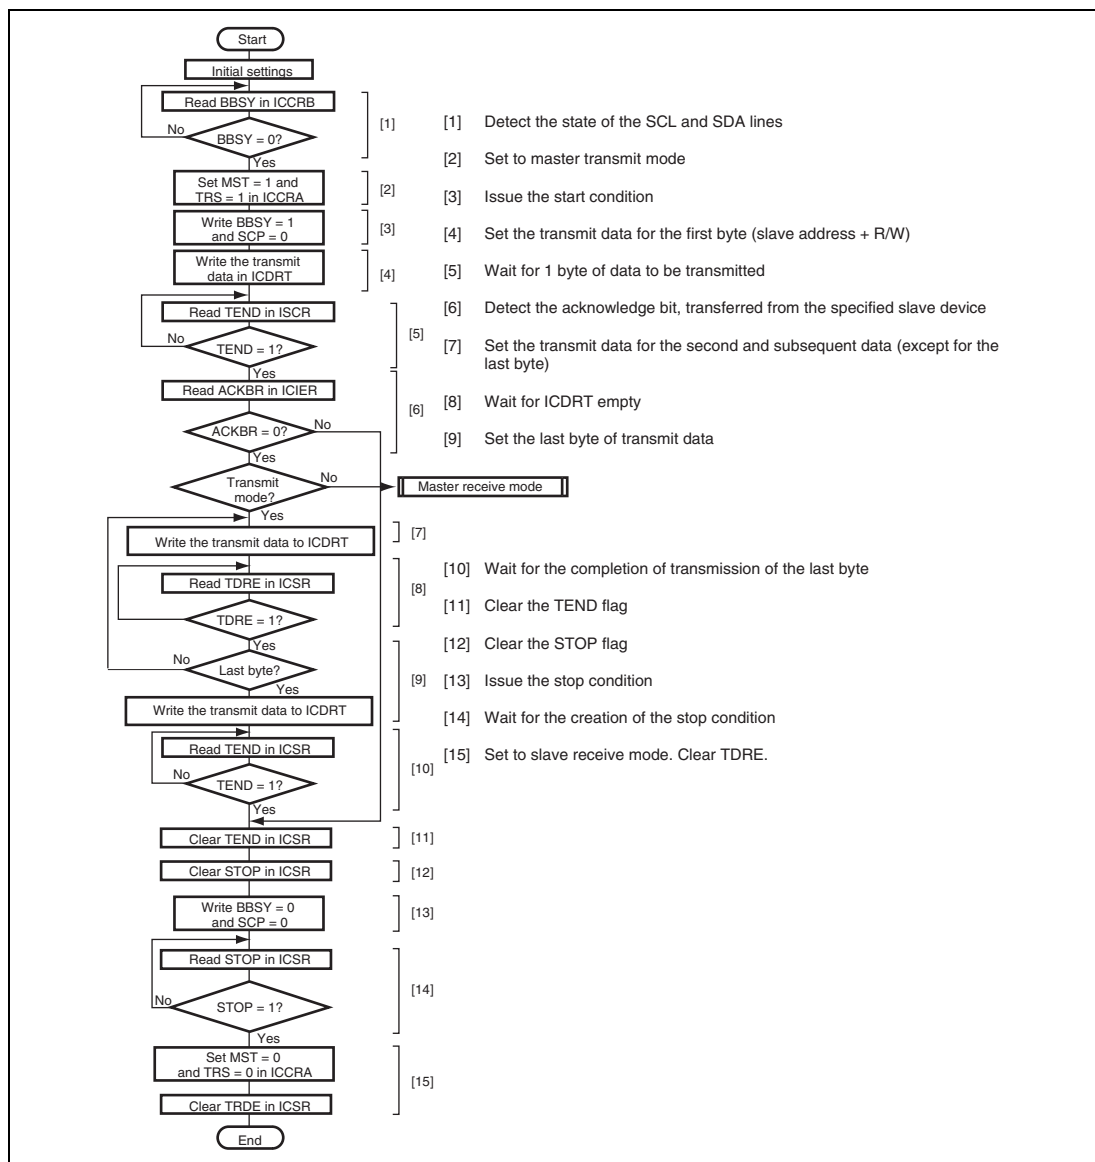 Start
Initial settings
Read BBSY in ICCRB
No
BBSY = 0?
[1]
Yes
Set MST = 1 and
TRS = 1 in ICCRA
[2]
Write BBSY = 1
and SCP = 0
[3]
Write the transmit
data in ICDRT
[4]
Read TEND in ISCR
No
TEND = 1?
[5]
Yes
Read ACKBR in ICIER
[6]
ACKBR = 0?
No
Yes
Transmit
mode?
No
Master receive mode
Yes
Write the transmit data to ICDRT
[7]
Read TDRE in ICSR
[8]
TDRE = 1?
Yes
No
Last byte?
[9]
Yes
Write the transmit data to ICDRT
Read TEND in ICSR
[10]
No
TEND = 1?
Yes
Clear TEND in ICSR
[11]
Clear STOP in ICSR
[12]
Write BBSY = 0
and SCP = 0
[13]
Read STOP in ICSR
No
STOP = 1?
[14]
Yes
Set MST = 0
and TRS = 0 in ICCRA
[15]
Clear TRDE in ICSR
End
[1] Detect the state of the SCL and SDA lines
[2] Set to master transmit mode
[3] Issue the start condition
[4] Set the transmit data for the first byte (slave address + R/W)
[5] Wait for 1 byte of data to be transmitted
[6] Detect the acknowledge bit, transferred from the specified slave device
[7] Set the transmit data for the second and subsequent data (except for the
last byte)
[8] Wait for ICDRT empty
[9] Set the last byte of transmit data
[10] Wait for the completion of transmission of the last byte
[11] Clear the TEND flag
[12] Clear the STOP flag
[13] Issue the stop condition
[14] Wait for the creation of the stop condition
[15] Set to slave receive mode. Clear TDRE.